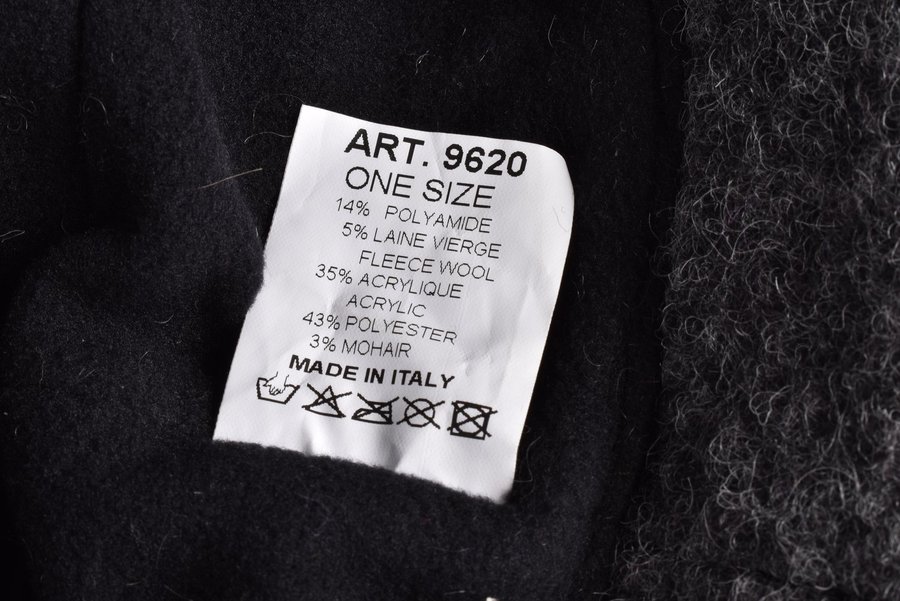 ART. 9620
ONE SIZE
14% POLYAMIDE
5% LAINE VIERGE
FLEECE WOOL
35% ACRYLIQUE
ACRYLIC
43% POLYESTER
3% MOHAIR
MADE IN ITALY